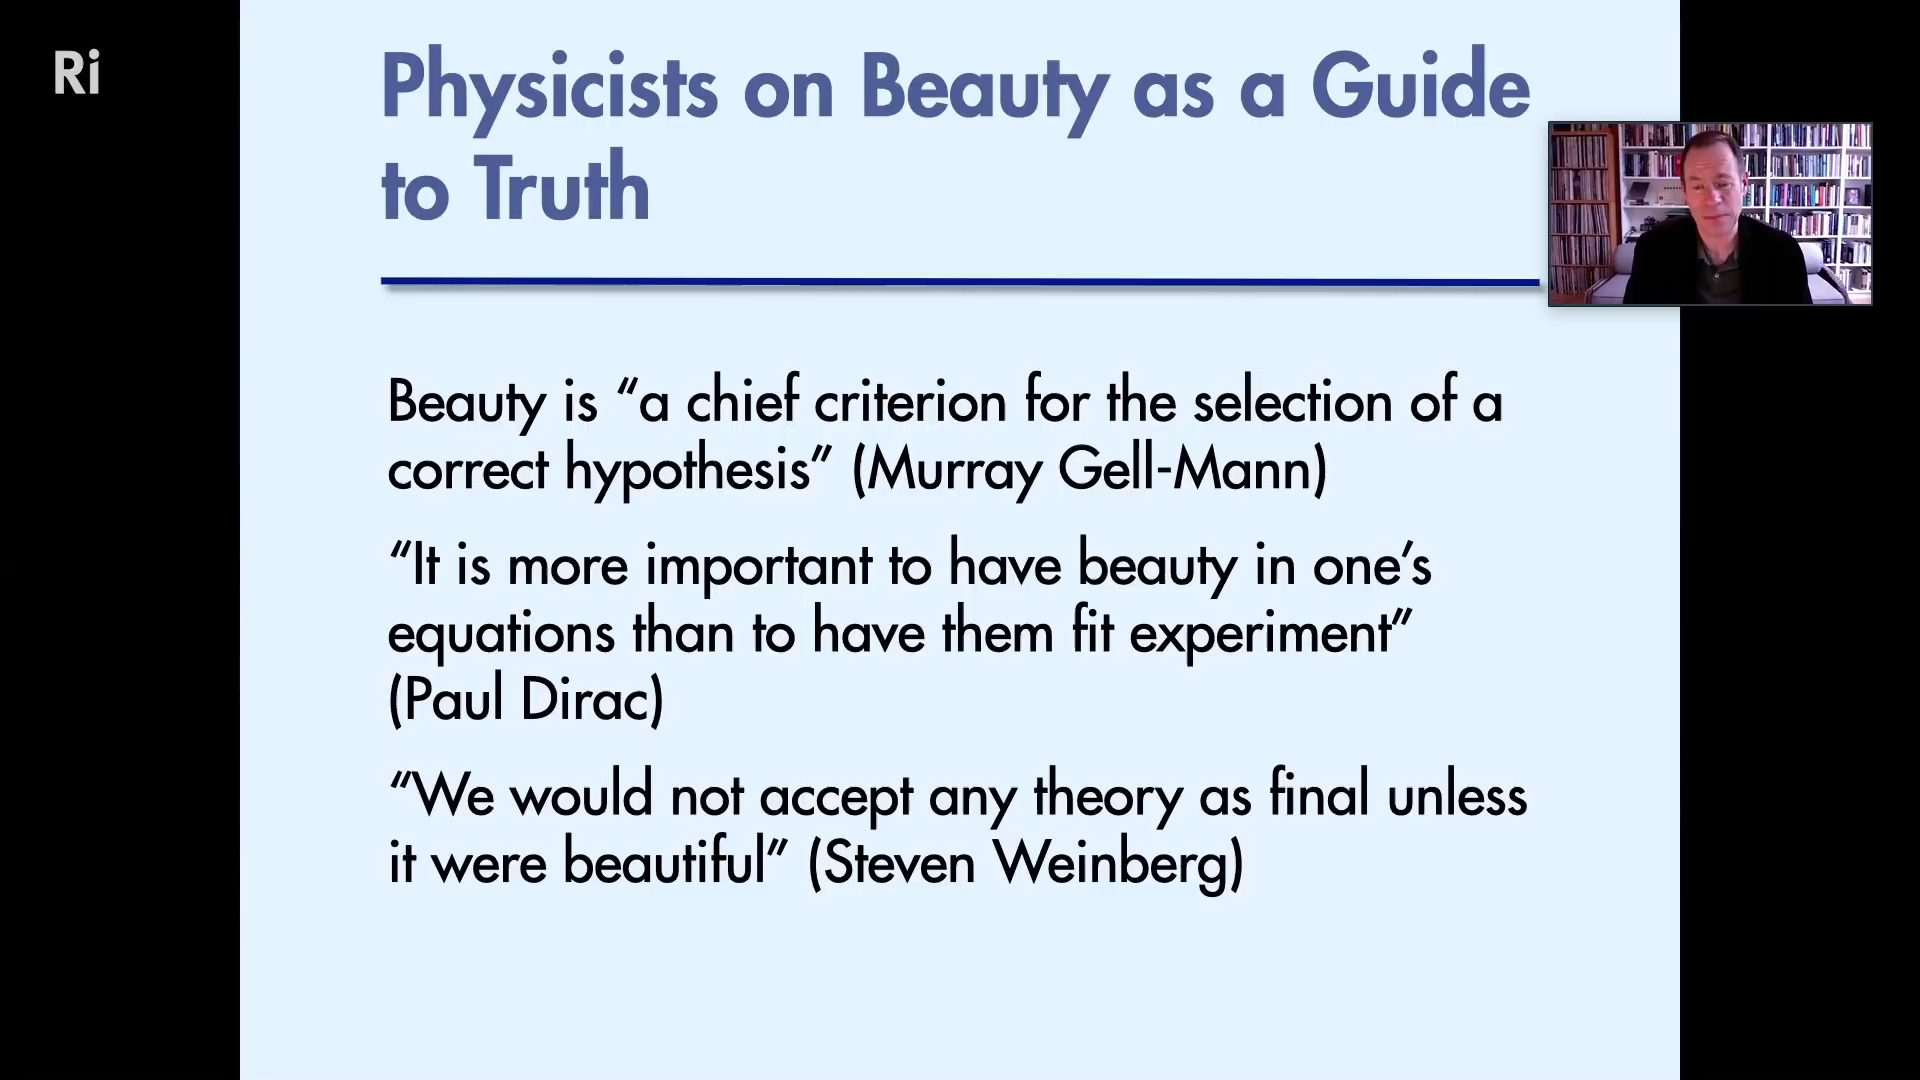 Ri
Physicists on Beauty as a Guide
to Truth
Beauty is “a chief criterion for the selection of a
correct hypothesis” (Murray Gell-Mann)
“It is more important to have beauty in one’s
equations than to have them fit experiment”
(Paul Dirac)
“We would not accept any theory as final unless
it were beautiful” (Steven Weinberg)